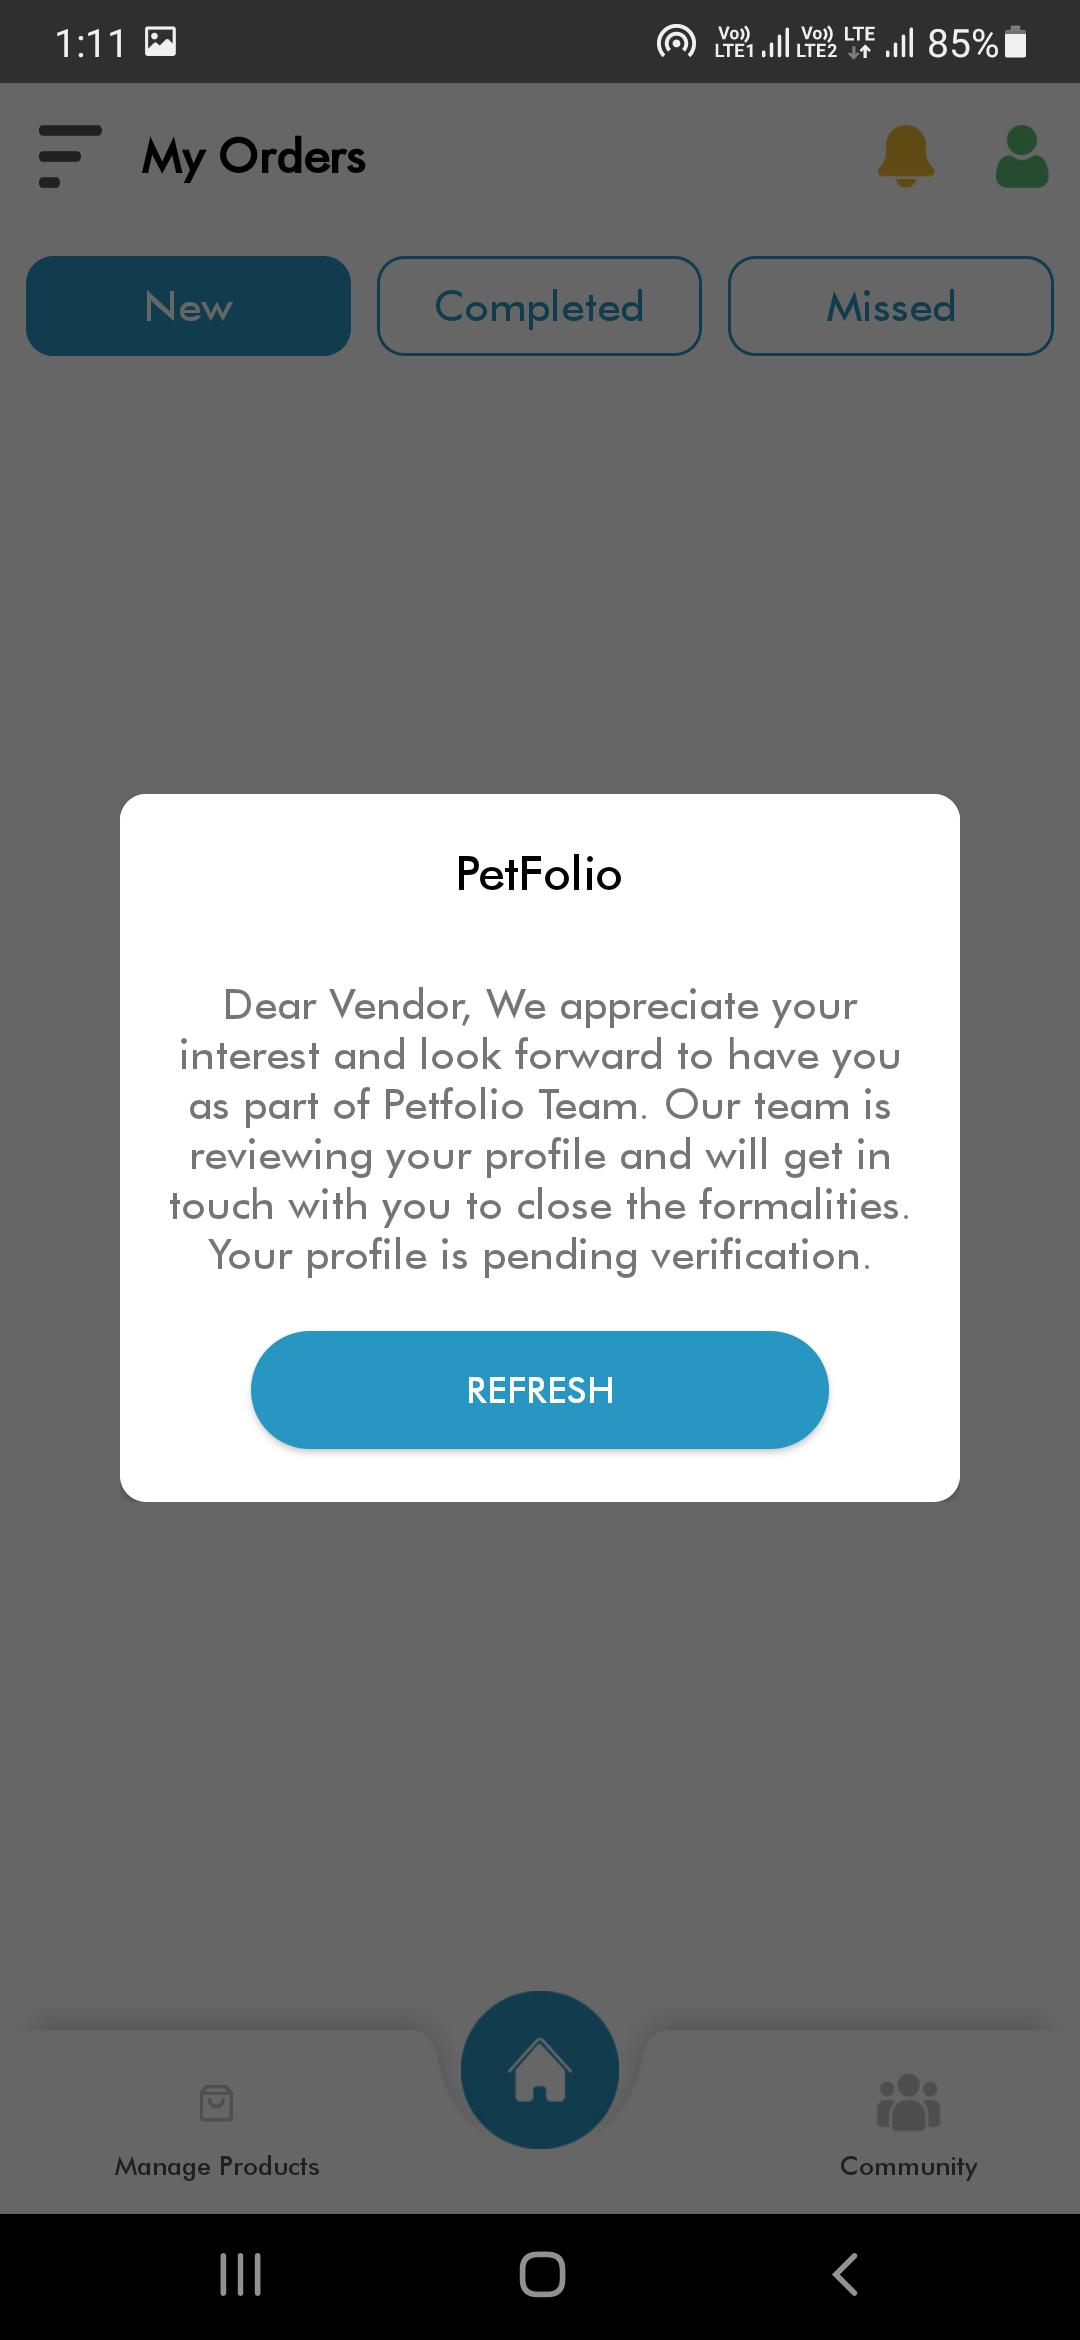 1:11
Vo)) LTE1 Vo)) LTE2 LTE 85%
My Orders
New Completed Missed
PetFolio
Dear Vendor, We appreciate your
interest and look forward to have you
as part of Petfolio Team. Our team is
reviewing your profile and will get in
touch with you to close the formalities.
Your profile is pending verification.
REFRESH
Manage Products Community